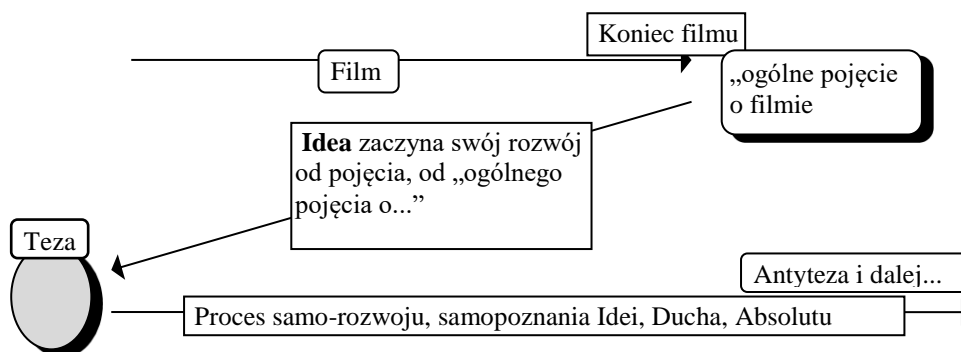 Koniec filmu
Film
„ogólne pojęcie
o filmie
Idea zaczyna swój rozwój
od pojęcia, od „ogólnego
pojęcia o...”
Teza
Antyteza i dalej...
Proces samo-rozwoju, samopoznania Idei, Ducha, Absolutu